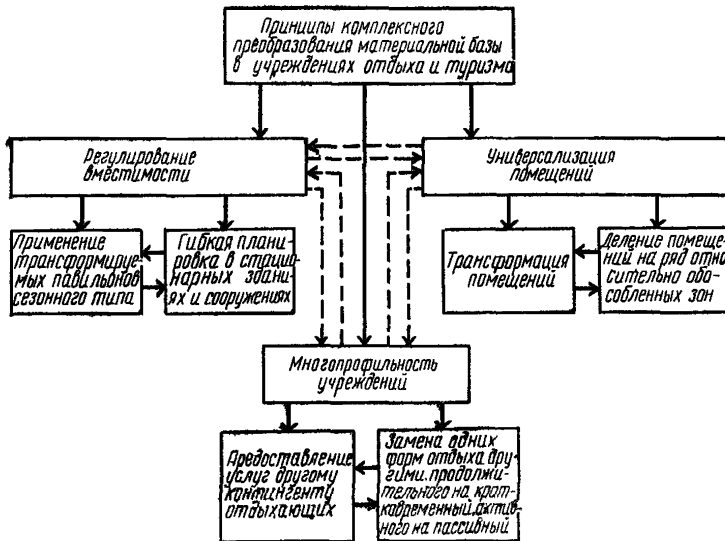 Принципы комплексного
преобразования материальной базы
в учреждениях отдыха и туризма
Регулирование
вместимости
Универсализация
помещений
Применение
трансформируе-
мых павильонов
сезонного типа
Гибкая плани-
ровка в стацио-
нарных здани-
ях и сооружениях
Трансформация
помещений
Деление помеще-
ний на ряд отно
сительно обо-
собленных зон
Многопрофильность
учреждений
Предоставление
услуг другому
контингенту
отдыхающих
Замена одних
форм отдыха дру-
гими: продолжи-
тельного на крат-
ковременный, актив-
ного на пассивный